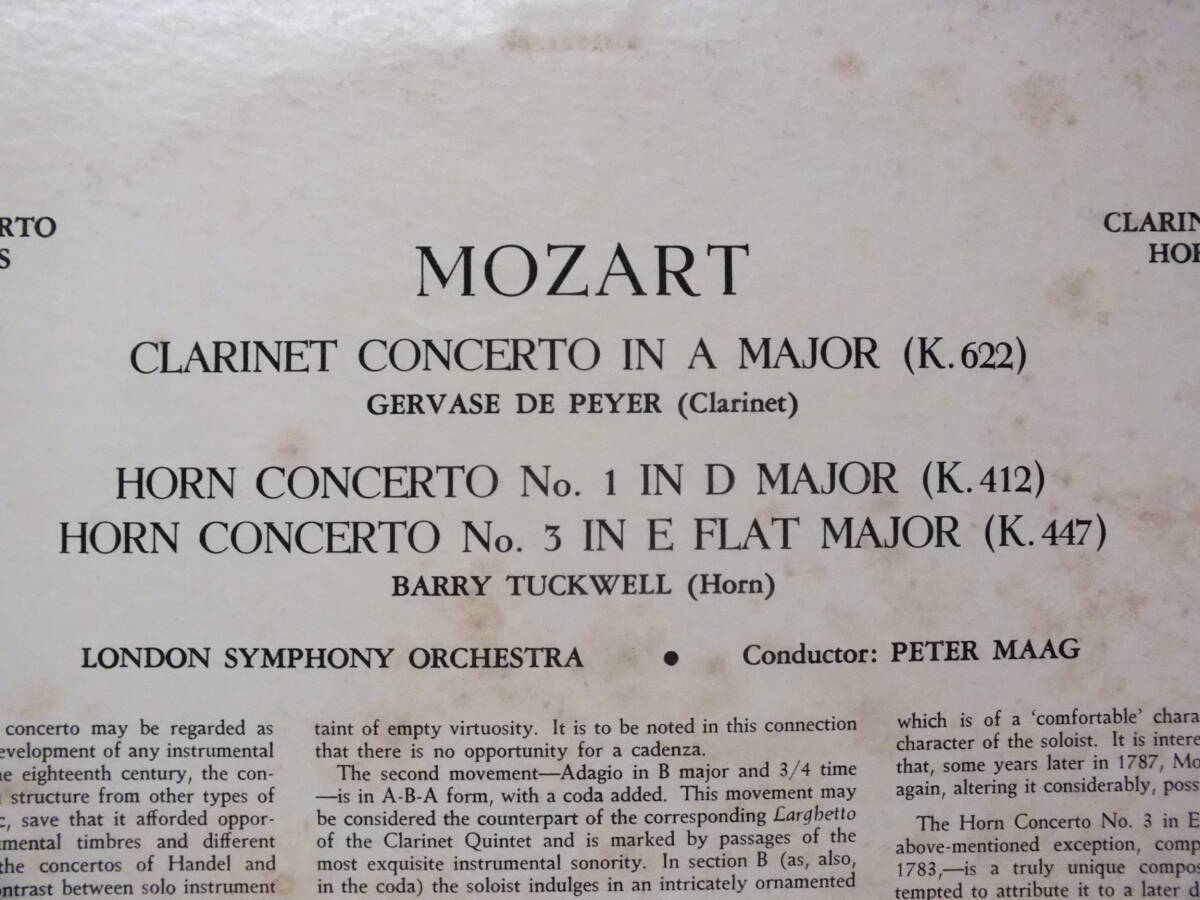 RTO
S
CLARIN
HOR
MOZART
CLARINET CONCERTO IN A MAJOR (K.622)
GERVASE DE PEYER (Clarinet)
HORN CONCERTO No. 1 IN D MAJOR (K.412)
HORN CONCERTO No. 3 IN E FLAT MAJOR (K.447)
BARRY TUCKWELL (Horn)
LONDON SYMPHONY ORCHESTRA • Conductor: PETER MAAG
concerto may be regarded as
evelopment of any instrumental
e eighteenth century, the con-
structure from other types of
c, save that it afforded oppor-
mental timbres and different
the concertos of Handel and
ontrast between solo instrument
taint of empty virtuosity. It is to be noted in this connection
that there is no opportunity for a cadenza.
The second movement—Adagio in B major and 3/4 time
—is in A-B-A form, with a coda added. This movement may
be considered the counterpart of the corresponding Larghetto
of the Clarinet Quintet and is marked by passages of the
most exquisite instrumental sonority. In section B (as, also,
in the coda) the soloist indulges in an intricately ornamented
which is of a ‘comfortable’ chara
character of the soloist. It is intere
that, some years later in 1787, Mo
again, altering it considerably, poss
The Horn Concerto No. 3 in E
above-mentioned exception, comp
1783,—is a truly unique compos
tempted to attribute it to a later d